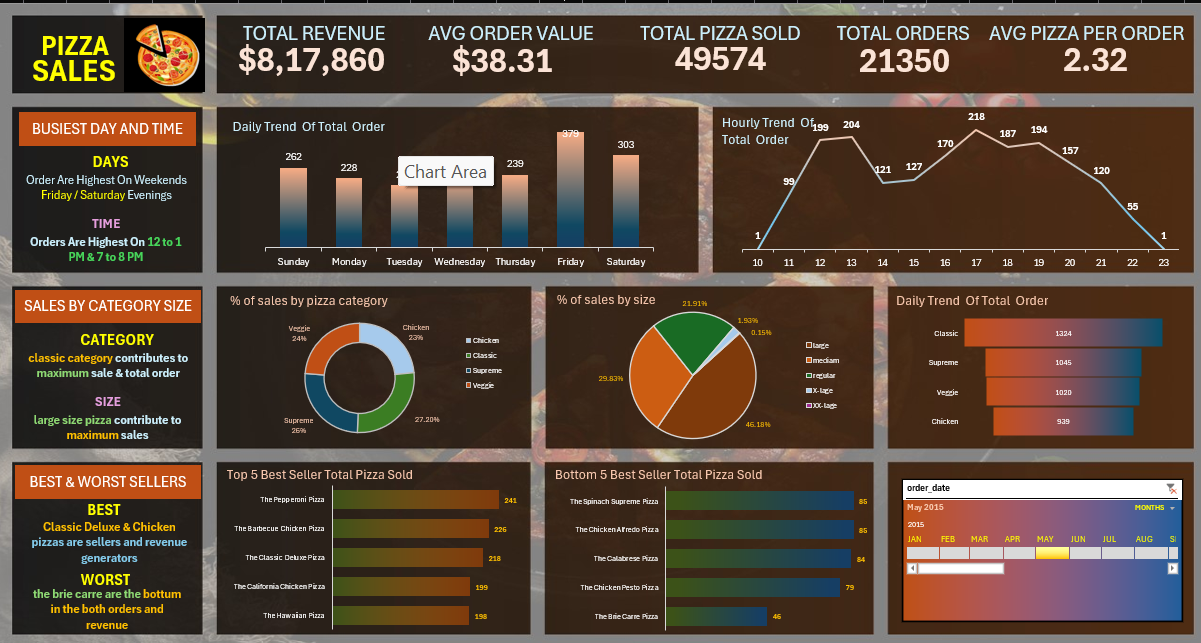 PIZZA
SALES
TOTAL REVENUE
$8,17,860
AVG ORDER VALUE
$38.31
TOTAL PIZZA SOLD
49574
TOTAL ORDERS
21350
AVG PIZZA PER ORDER
2.32
BUSIEST DAY AND TIME
DAYS
Order Are Highest On Weekends
Friday / Saturday Evenings
TIME
Orders Are Highest On 12 to 1
PM & 7 to 8 PM
Daily Trend Of Total Order
262
228
239
379
303
Chart Area
Sunday Monday Tuesday Wednesday Thursday Friday Saturday
Hourly Trend Of
Total Order
1
99
199
204
121
127
170
218
187
194
157
120
55
1
10 11 12 13 14 15 16 17 18 19 20 21 22 23
SALES BY CATEGORY SIZE
CATEGORY
classic category contributes to
maximum sale & total order
SIZE
large size pizza contribute to
maximum sales
% of sales by pizza category
Veggie
24%
Chicken
23%
Supreme
26%
27.20%
Chicken
Classic
Supreme
Veggie
% of sales by size
21.91%
1.93%
0.15%
29.83%
46.18%
large
mediam
regular
X-lage
XX-lage
Daily Trend Of Total Order
Classic 1324
Supreme 1045
Veggie 1020
Chicken 939
BEST & WORST SELLERS
BEST
Classic Deluxe & Chicken
pizzas are sellers and revenue
generators
WORST
the brie carre are the bottum
in the both orders and
revenue
Top 5 Best Seller Total Pizza Sold
The Pepperoni Pizza 241
The Barbecue Chicken Pizza 226
The Classic Deluxe Pizza 218
The California Chicken Pizza 199
The Hawaiian Pizza 198
Bottom 5 Best Seller Total Pizza Sold
The Spinach Supreme Pizza 85
The Chicken Alfredo Pizza 85
The Calabrese Pizza 84
The Chicken Pesto Pizza 79
The Brie Carre Pizza 46
order_date
May 2015 MONTHS
2015
JAN FEB MAR APR MAY JUN JUL AUG